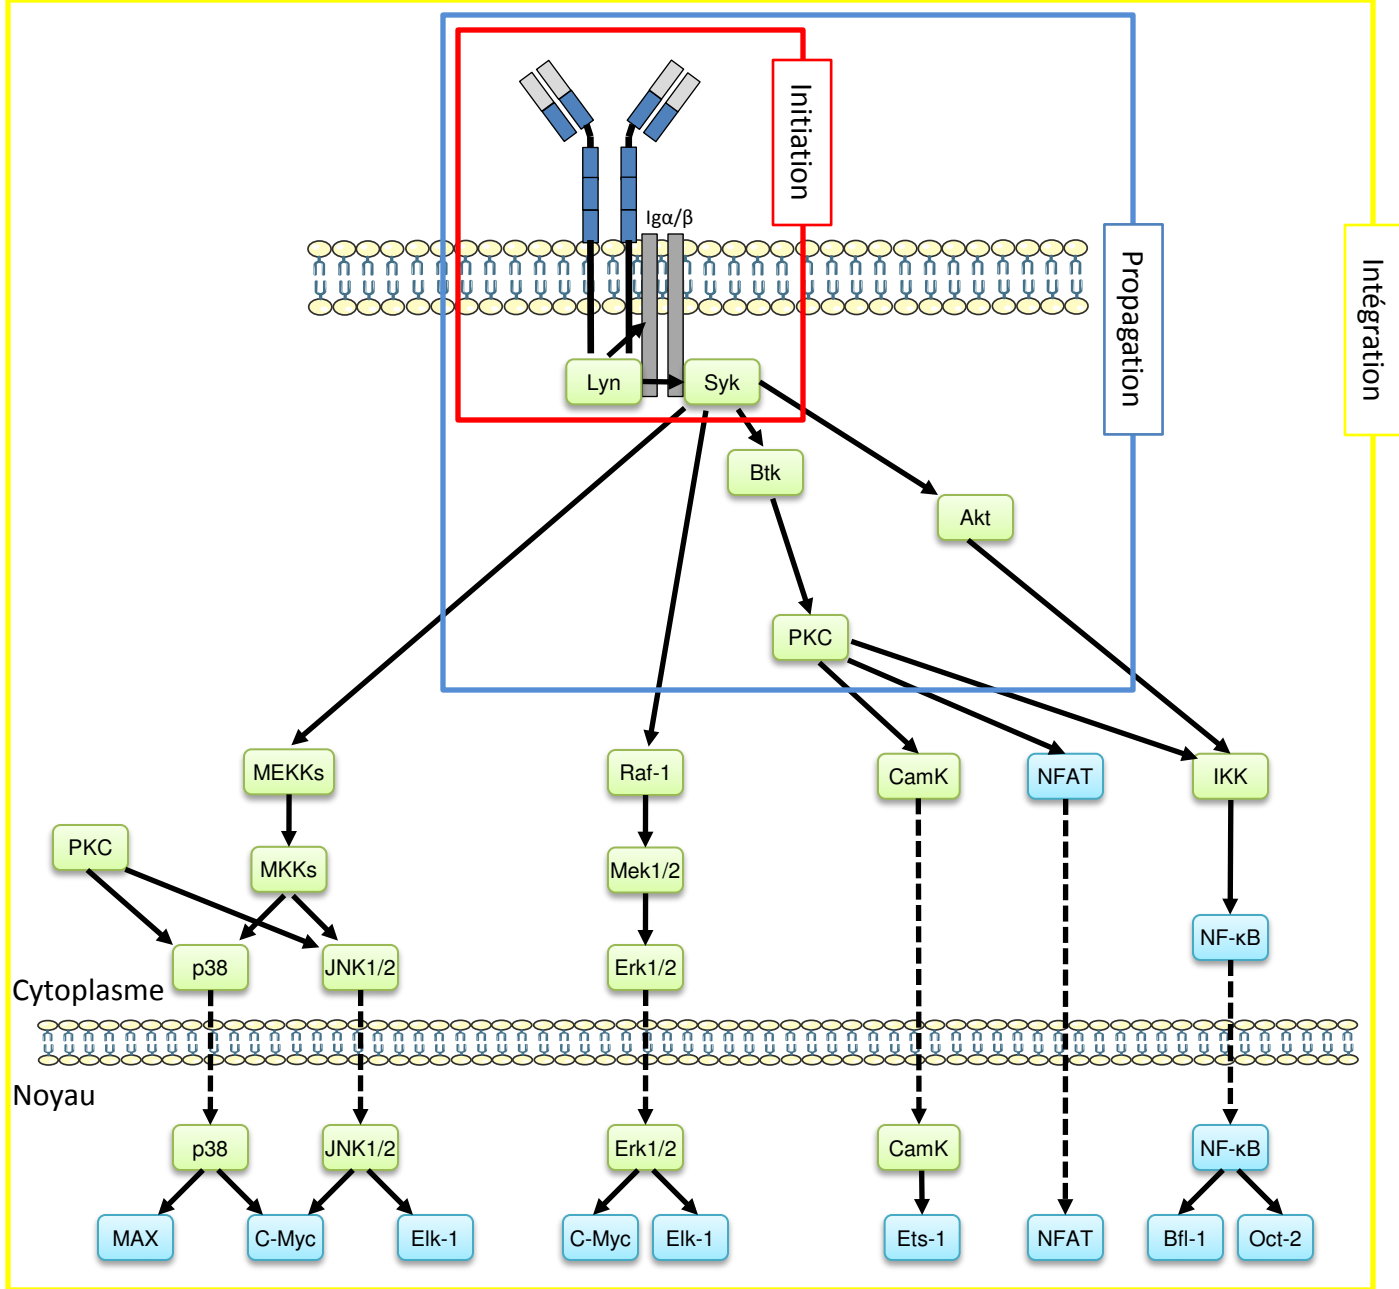 Initiation
Igα/β
Propagation
Intégration
Lyn
Syk
Btk
Akt
PKC
MEKKs
Raf-1
CamK
NFAT
IKK
PKC
MKKs
Mek1/2
NF-κB
p38
JNK1/2
Erk1/2
Cytoplasme
Noyau
p38
JNK1/2
Erk1/2
CamK
NF-κB
MAX
C-Myc
Elk-1
C-Myc
Elk-1
Ets-1
NFAT
Bfl-1
Oct-2